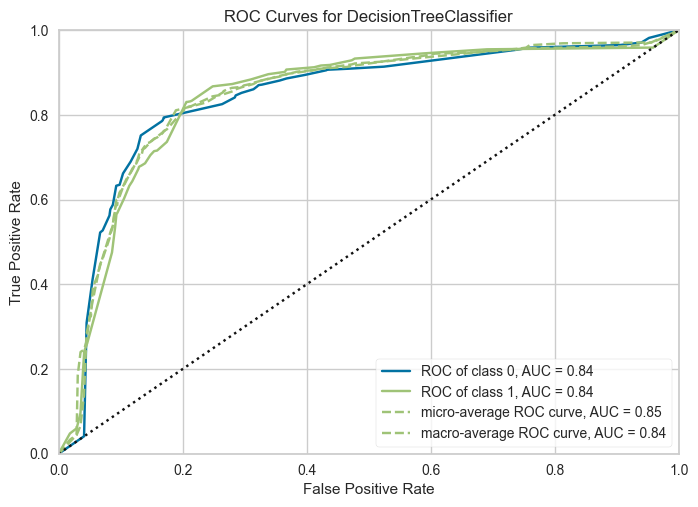 ROC Curves for DecisionTreeClassifier
True Positive Rate
1.0
0.8
0.6
0.4
0.2
0.0
ROC of class 0, AUC = 0.84
ROC of class 1, AUC = 0.84
micro-average ROC curve, AUC = 0.85
macro-average ROC curve, AUC = 0.84
0.0 0.2 0.4 0.6 0.8 1.0
False Positive Rate